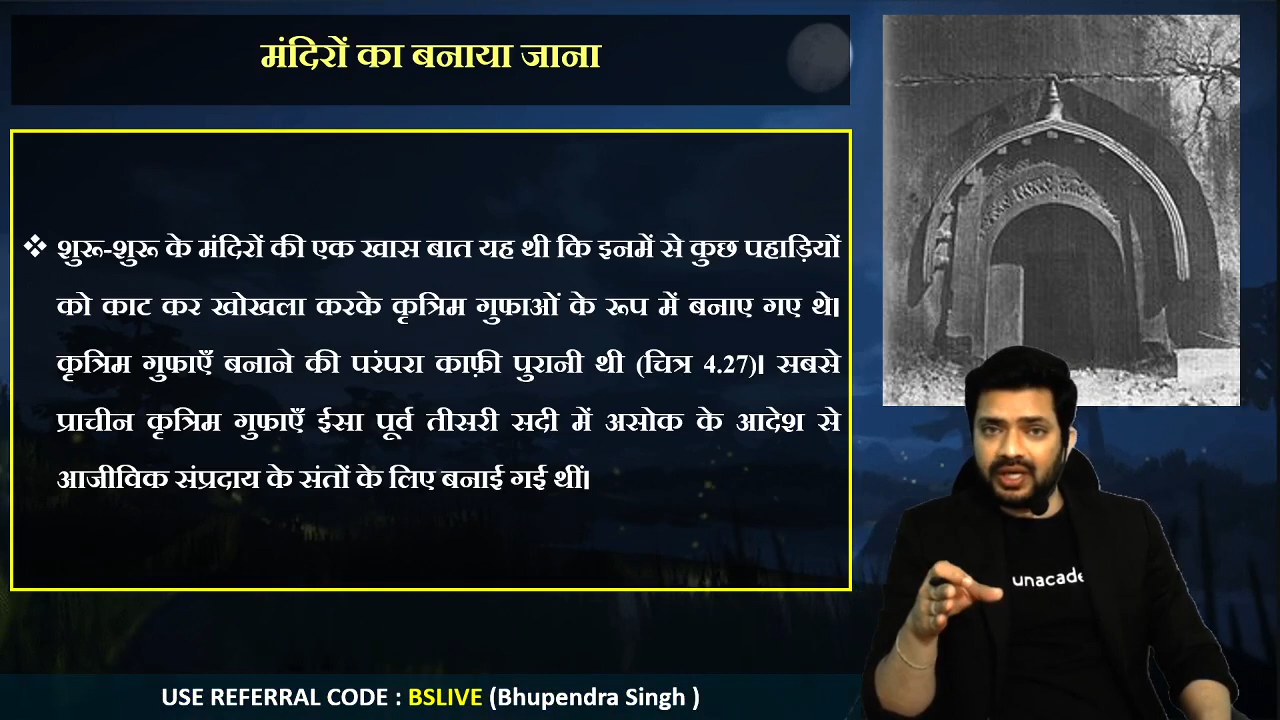 मंदिरों का बनाया जाना
❖ शुरू-शुरू के मंदिरों की एक खास बात यह थी कि इनमें से कुछ पहाड़ियों
को काट कर खोखला करके कृत्रिम गुफाओं के रूप में बनाए गए थे।
कृत्रिम गुफाएँ बनाने की परंपरा काफ़ी पुरानी थी (चित्र 4.27)। सबसे
प्राचीन कृत्रिम गुफाएँ ईसा पूर्व तीसरी सदी में असोक के आदेश से
आजीविक संप्रदाय के संतों के लिए बनाई गई थीं।
unacade
USE REFERRAL CODE : BSLIVE (Bhupendra Singh )